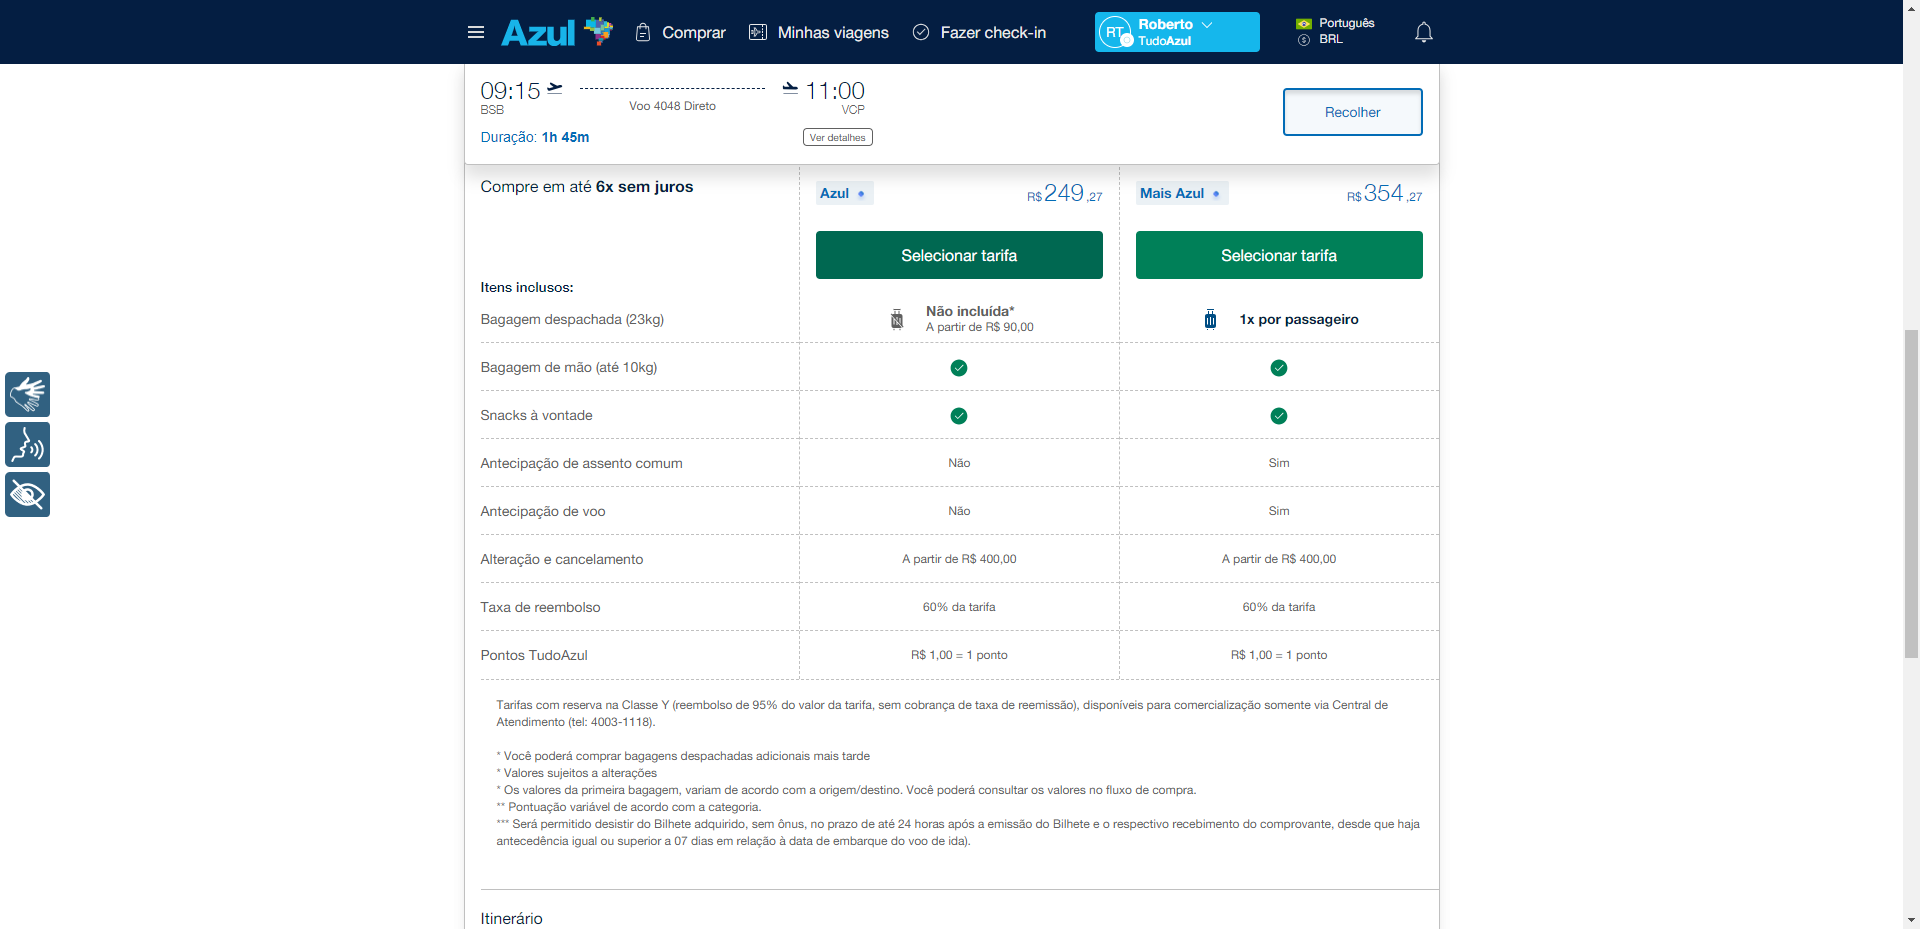 Azul
Comprar
Minhas viagens
Fazer check-in
RT
Roberto
TudoAzul
Português
BRL
09:15
11:00
BSB
Voo 4048 Direto
VCP
Duração: 1h 45m
Ver detalhes
Recolher
Compre em até 6x sem juros
Azul
R$ 249,27
Mais Azul
R$ 354,27
Selecionar tarifa
Selecionar tarifa
Itens inclusos:
Bagagem despachada (23kg)
Não incluída*
A partir de R$ 90,00
1x por passageiro
Bagagem de mão (até 10kg)
Snacks à vontade
Antecipação de assento comum
Não
Sim
Antecipação de voo
Não
Sim
Alteração e cancelamento
A partir de R$ 400,00
A partir de R$ 400,00
Taxa de reembolso
60% da tarifa
60% da tarifa
Pontos TudoAzul
R$ 1,00 = 1 ponto
R$ 1,00 = 1 ponto
Tarifas com reserva na Classe Y (reembolso de 95% do valor da tarifa, sem cobrança de taxa de reemissão), disponíveis para comercialização somente via Central de
Atendimento (tel: 4003-1118).
* Você poderá comprar bagagens despachadas adicionais mais tarde
* Valores sujeitos a alterações
* Os valores da primeira bagagem, variam de acordo com a origem/destino. Você poderá consultar os valores no fluxo de compra.
** Pontuação variável de acordo com a categoria.
*** Será permitido desistir do Bilhete adquirido, sem ônus, no prazo de até 24 horas após a emissão do Bilhete e o respectivo recebimento do comprovante, desde que haja
antecedência igual ou superior a 07 dias em relação à data de embarque do voo de ida).
Itinerário